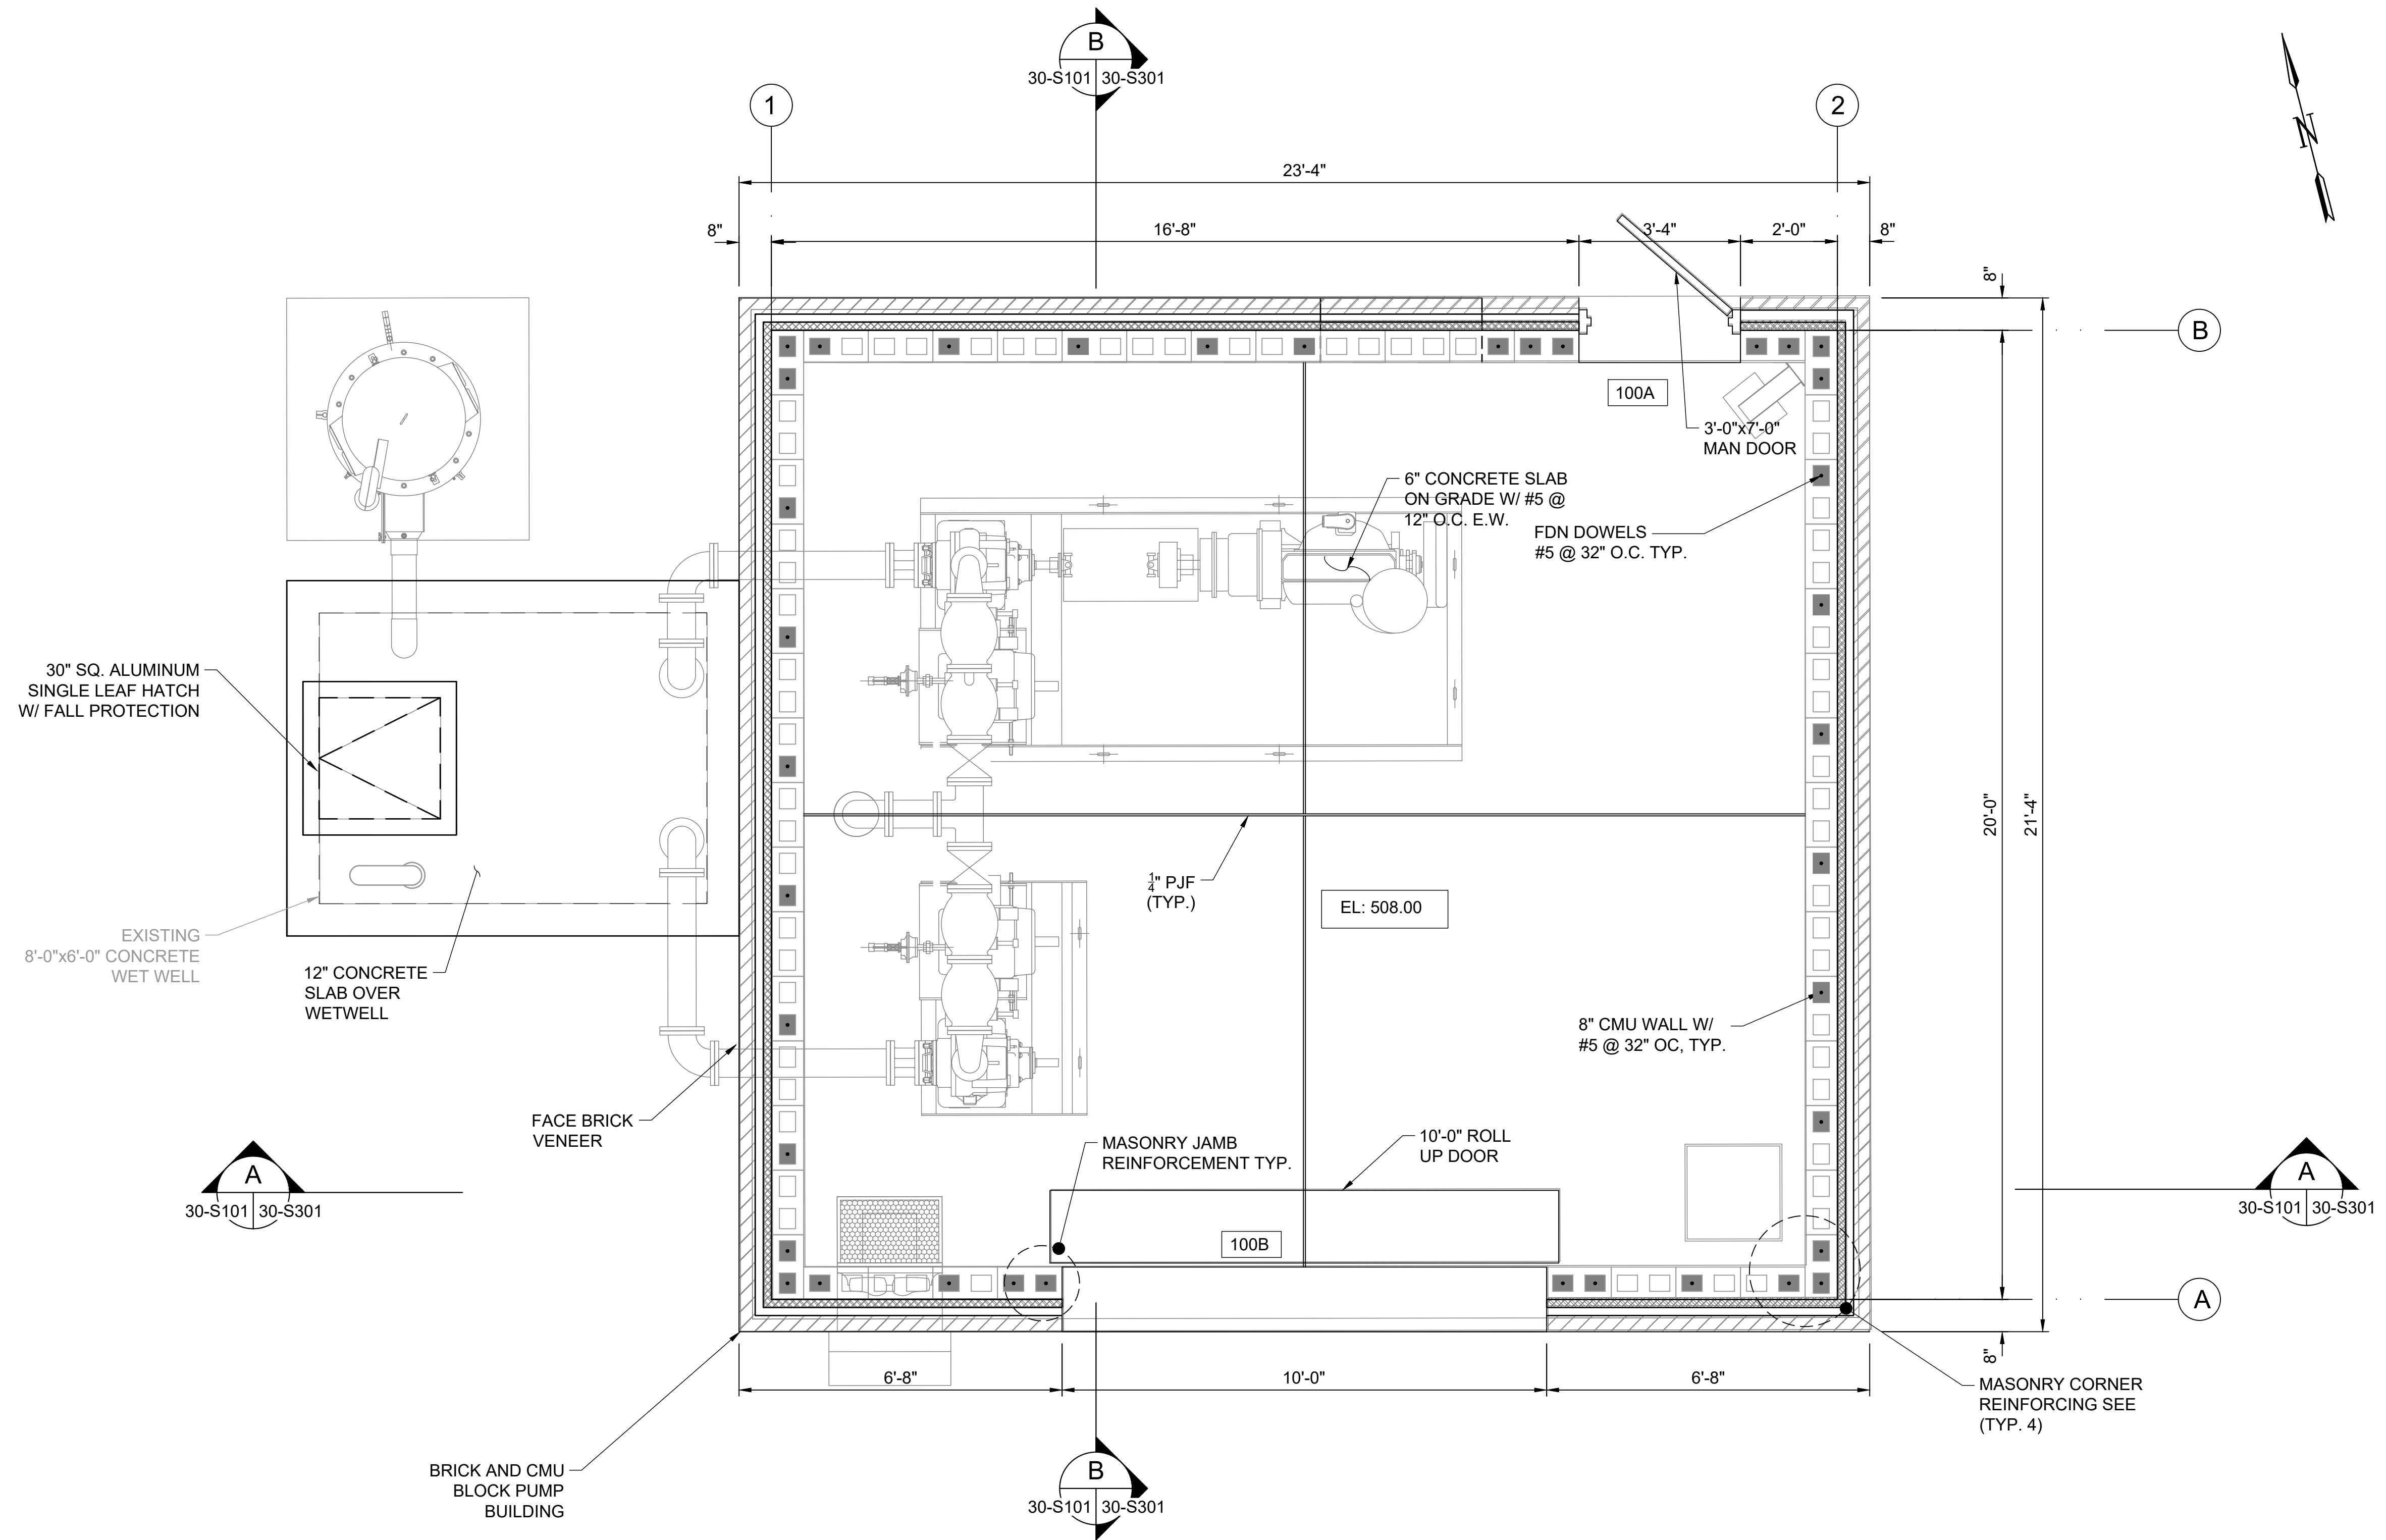 B
30-S101 30-S301
1
2
N
23'-4"
8"
16'-8"
3'-4"
2'-0"
8"
8"
B
100A
3'-0"x7'-0"
MAN DOOR
6" CONCRETE SLAB
ON GRADE W/ #5 @
12" O.C. E.W.
FDN DOWELS
#5 @ 32" O.C. TYP.
30" SQ. ALUMINUM
SINGLE LEAF HATCH
W/ FALL PROTECTION
20'-0"
21'-4"
1/4" PJF
(TYP.)
EL: 508.00
EXISTING
8'-0"x6'-0" CONCRETE
WET WELL
12" CONCRETE
SLAB OVER
WETWELL
8" CMU WALL W/
#5 @ 32" OC, TYP.
FACE BRICK
VENEER
MASONRY JAMB
REINFORCEMENT TYP.
10'-0" ROLL
UP DOOR
A
30-S101 30-S301
A
30-S101 30-S301
100B
A
8"
6'-8"
10'-0"
6'-8"
MASONRY CORNER
REINFORCING SEE
(TYP. 4)
BRICK AND CMU
BLOCK PUMP
BUILDING
B
30-S101 30-S301